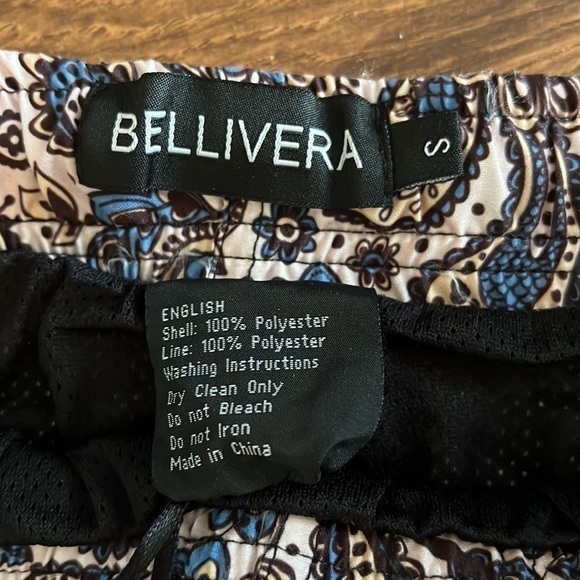 BELLIVERA
S
ENGLISH
Shell: 100% Polyester
Line: 100% Polyester
Washing Instructions
Dry Clean Only
Do not Bleach
Do not Iron
Made in China